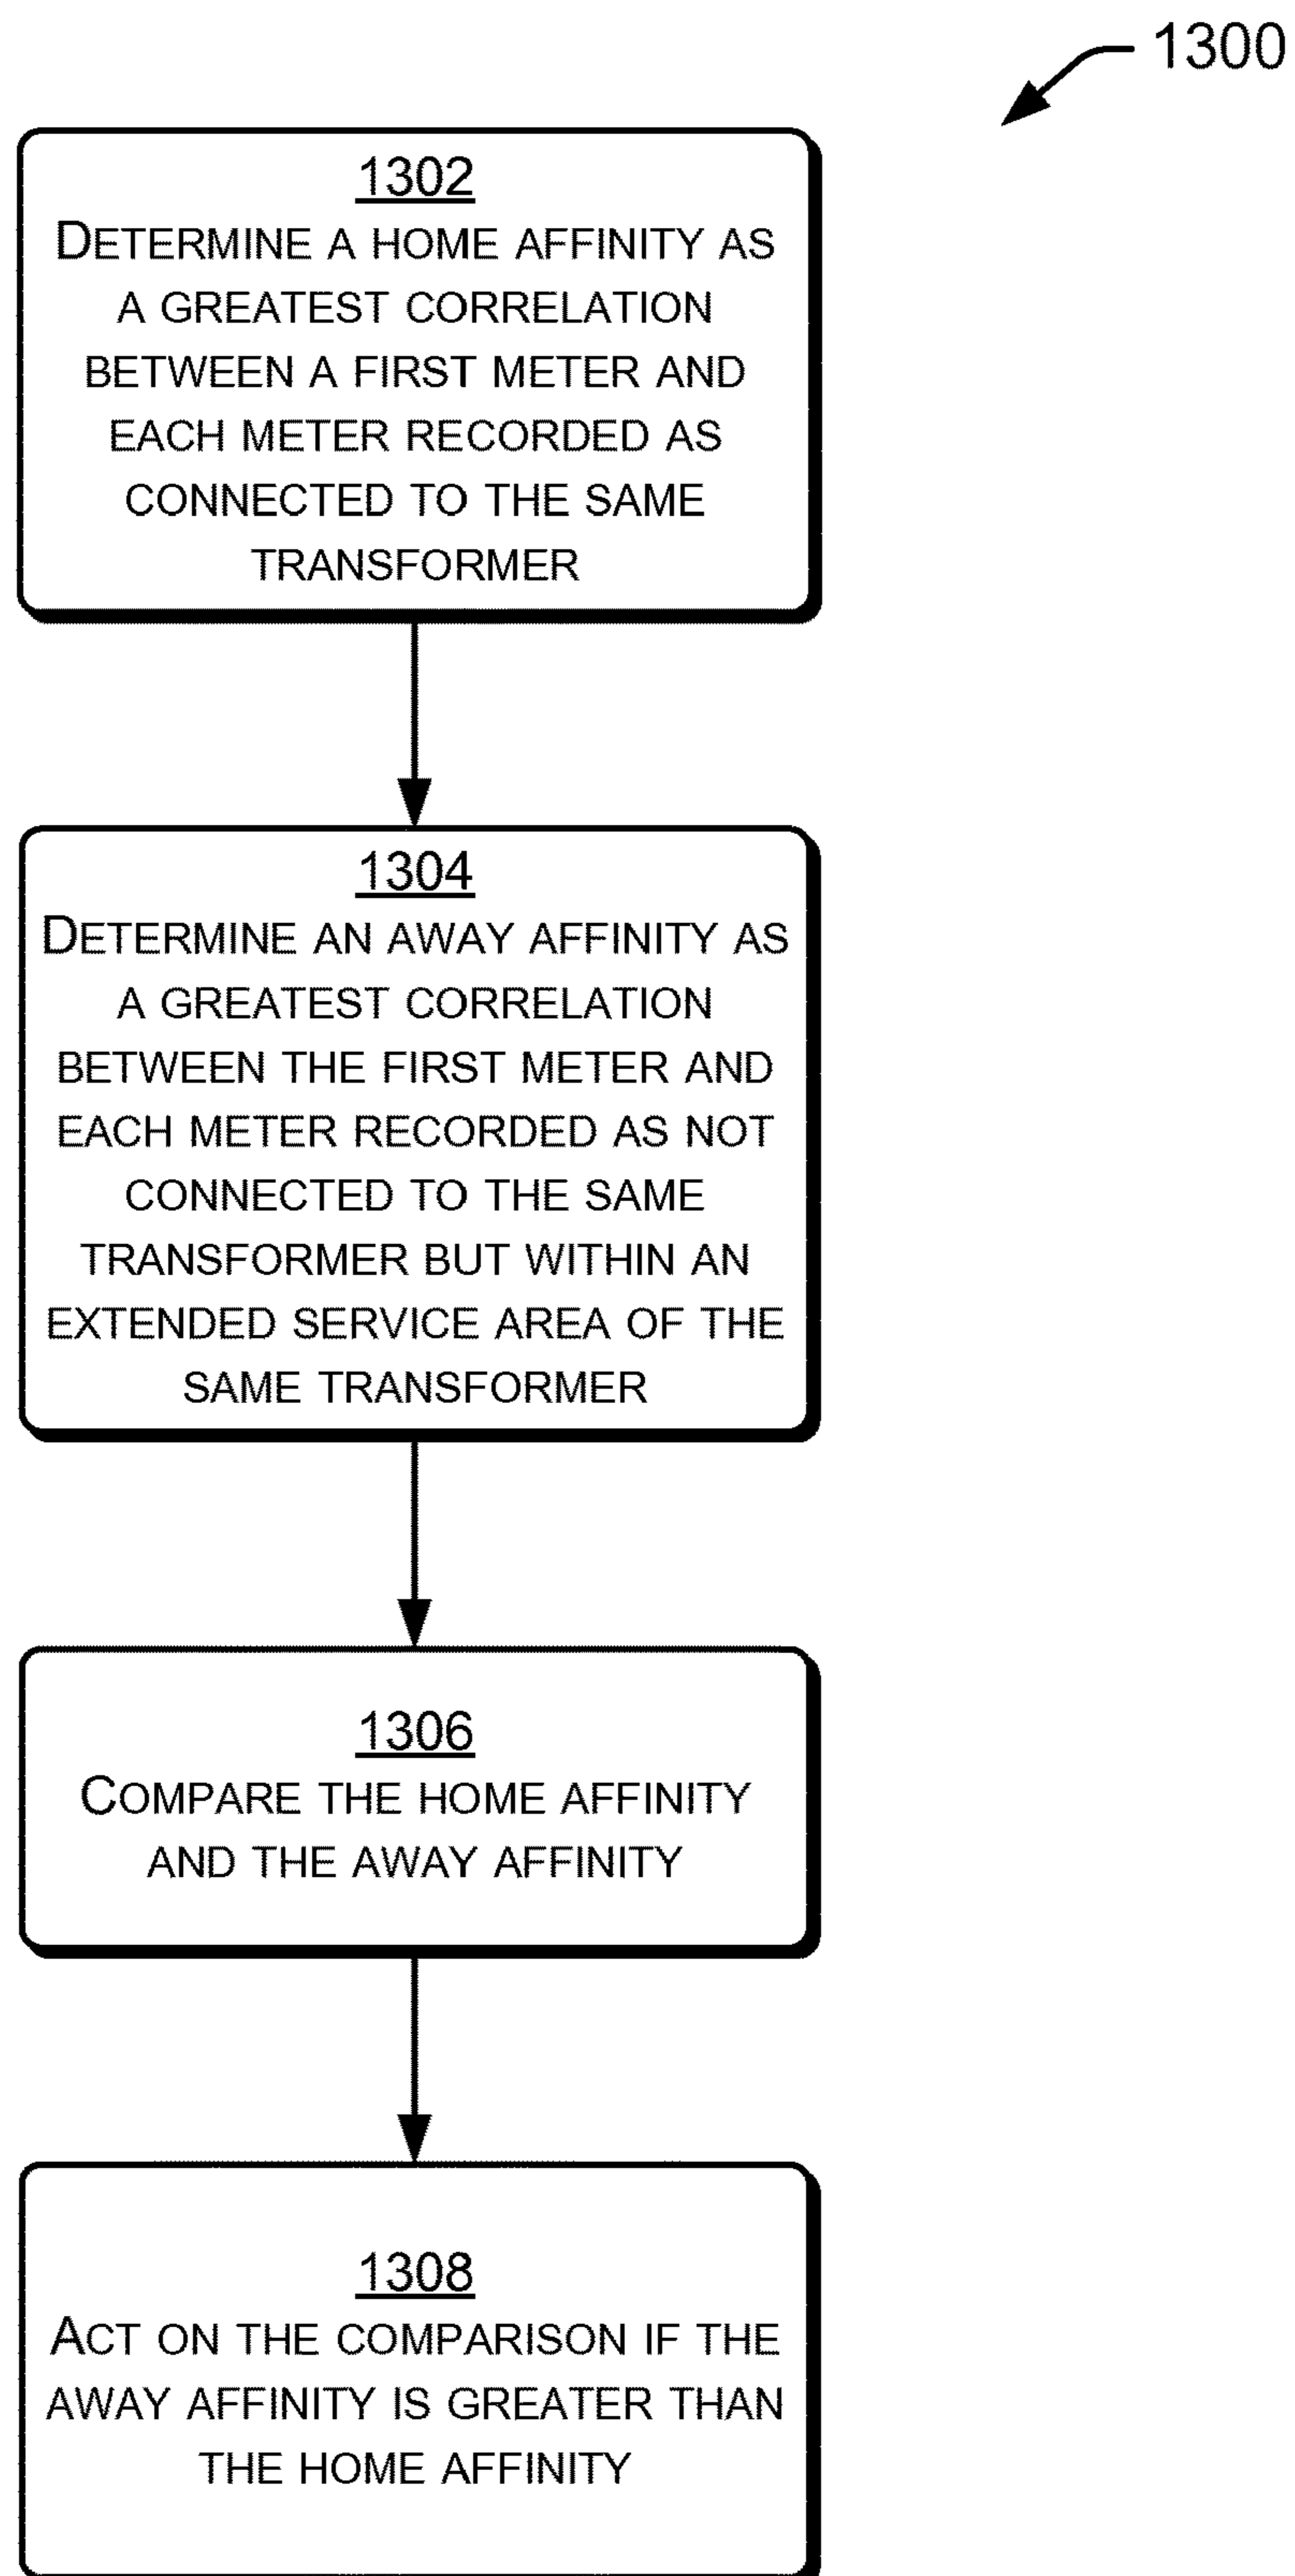 1300
1302
DETERMINE A HOME AFFINITY AS
A GREATEST CORRELATION
BETWEEN A FIRST METER AND
EACH METER RECORDED AS
CONNECTED TO THE SAME
TRANSFORMER
1304
DETERMINE AN AWAY AFFINITY AS
A GREATEST CORRELATION
BETWEEN THE FIRST METER AND
EACH METER RECORDED AS NOT
CONNECTED TO THE SAME
TRANSFORMER BUT WITHIN AN
EXTENDED SERVICE AREA OF THE
SAME TRANSFORMER
1306
COMPARE THE HOME AFFINITY
AND THE AWAY AFFINITY
1308
ACT ON THE COMPARISON IF THE
AWAY AFFINITY IS GREATER THAN
THE HOME AFFINITY